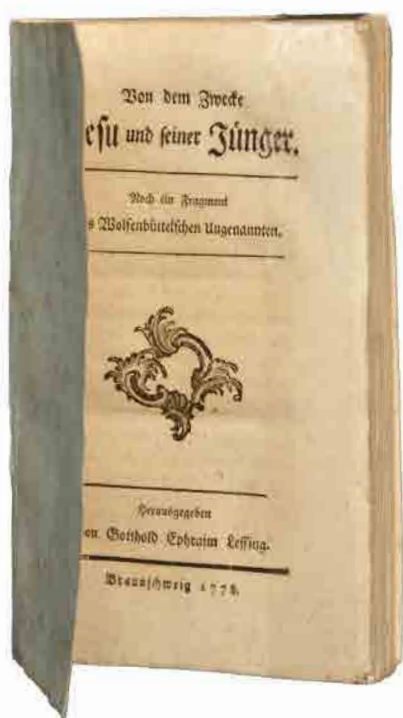 Von dem Zwecke
esu und seiner Jünger.
Noch ein Fragment
s Wolfenbüttelschen Ungenannten.
Herausgegeben
on Gotthold Ephraim Lessing.
Braunschweig 1778.